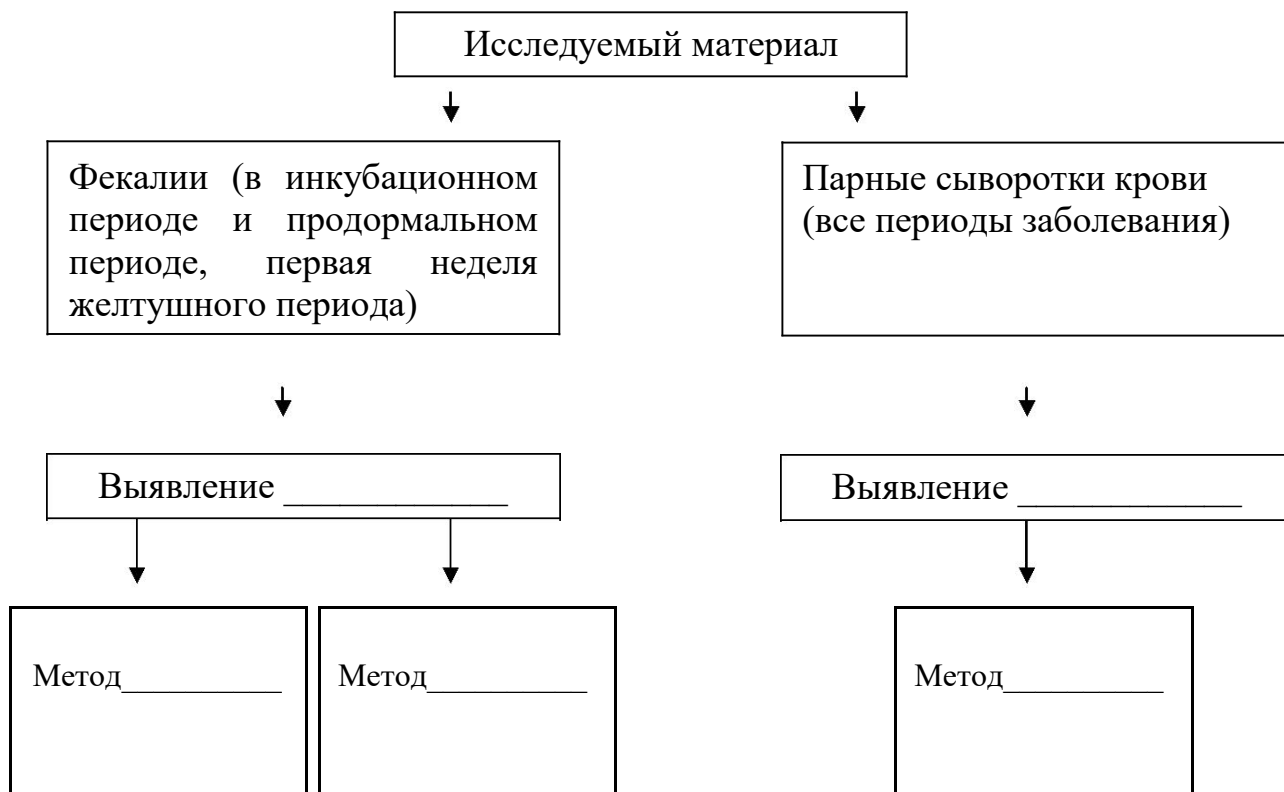 Исследуемый материал
Фекалии (в инкубационном
периоде и продормальном
периоде, первая неделя
желтушного периода)
Парные сыворотки крови
(все периоды заболевания)
Выявление ____________
Выявление ____________
Метод__________
Метод__________
Метод__________